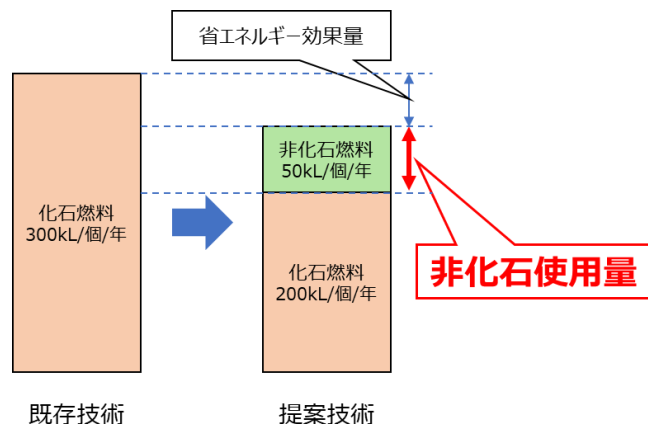 省エネルギー効果量
非化石燃料
50kL/個/年
化石燃料
300kL/個/年
化石燃料
200kL/個/年
非化石使用量
既存技術
提案技術